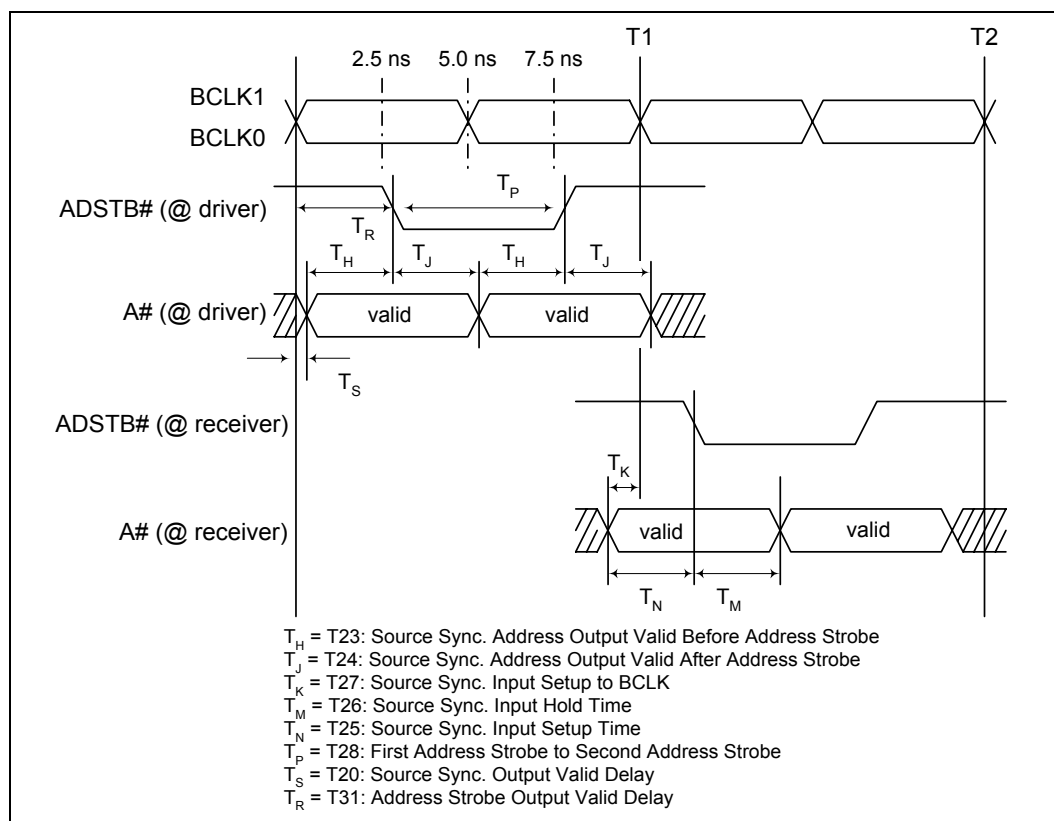 T1 T2
2.5 ns 5.0 ns 7.5 ns
BCLK1
BCLK0
T_P
ADSTB# (@ driver)
T_R
T_H T_J T_H T_J
A# (@ driver) valid valid
T_S
ADSTB# (@ receiver)
T_K
A# (@ receiver) valid valid
T_N T_M
T_H = T23: Source Sync. Address Output Valid Before Address Strobe
T_J = T24: Source Sync. Address Output Valid After Address Strobe
T_K = T27: Source Sync. Input Setup to BCLK
T_M = T26: Source Sync. Input Hold Time
T_N = T25: Source Sync. Input Setup Time
T_P = T28: First Address Strobe to Second Address Strobe
T_S = T20: Source Sync. Output Valid Delay
T_R = T31: Address Strobe Output Valid Delay